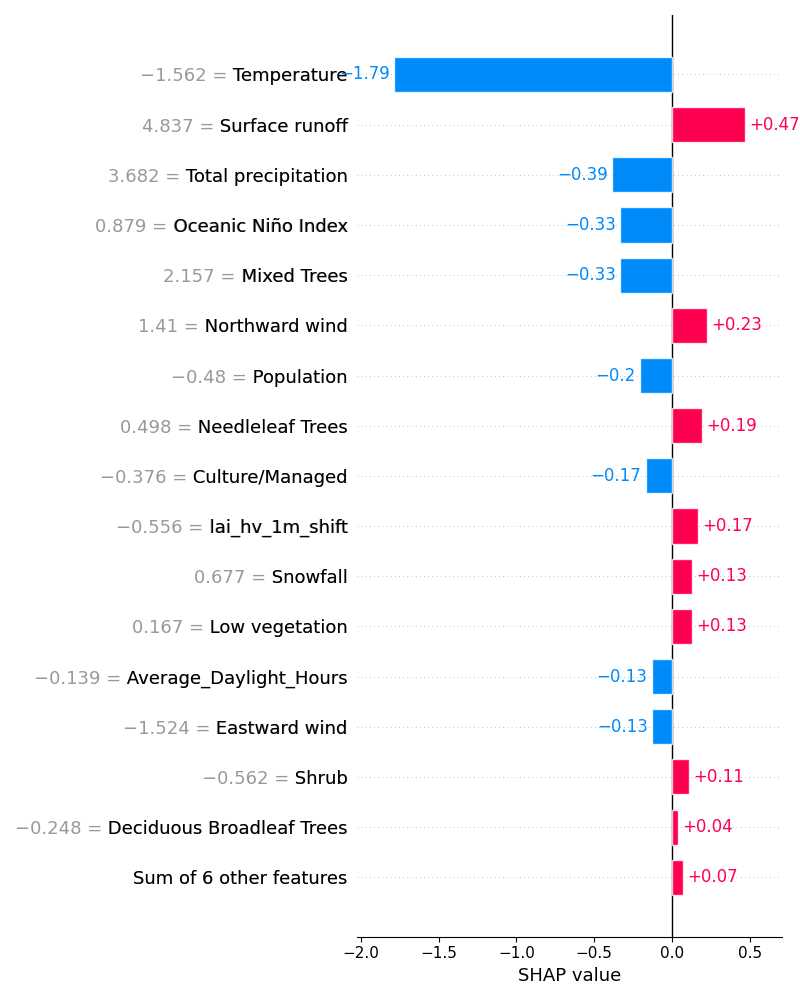 −1.562 = Temperature −1.79
4.837 = Surface runoff +0.47
3.682 = Total precipitation −0.39
0.879 = Oceanic Niño Index −0.33
2.157 = Mixed Trees −0.33
1.41 = Northward wind +0.23
−0.48 = Population −0.2
0.498 = Needleleaf Trees +0.19
−0.376 = Culture/Managed −0.17
−0.556 = lai_hv_1m_shift +0.17
0.677 = Snowfall +0.13
0.167 = Low vegetation +0.13
−0.139 = Average_Daylight_Hours −0.13
−1.524 = Eastward wind −0.13
−0.562 = Shrub +0.11
−0.248 = Deciduous Broadleaf Trees +0.04
Sum of 6 other features +0.07
−2.0 −1.5 −1.0 −0.5 0.0 0.5
SHAP value